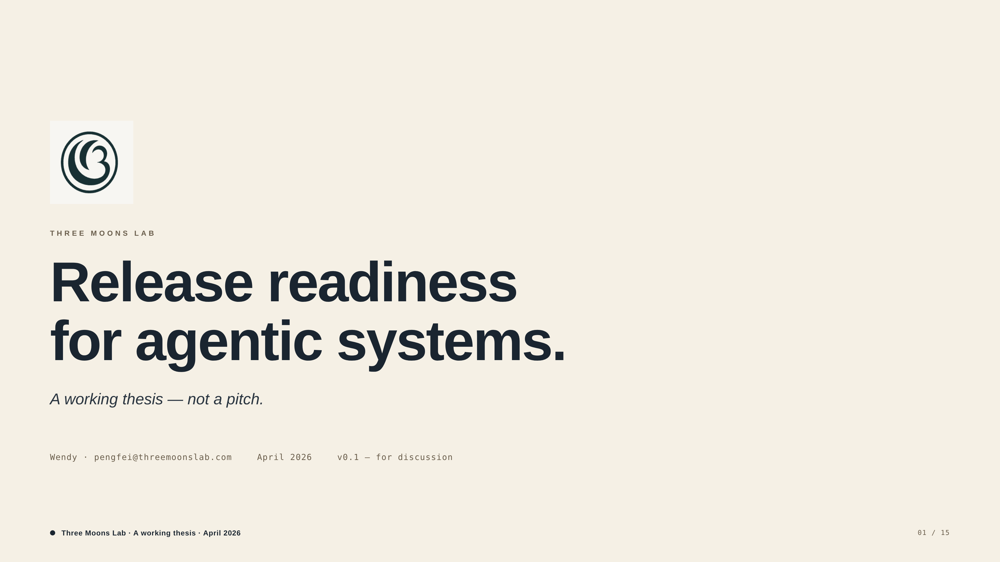 THREE MOONS LAB
Release readiness
for agentic systems.
A working thesis — not a pitch.
Wendy · pengfei@threemoonslab.com April 2026 v0.1 — for discussion
Three Moons Lab · A working thesis · April 2026
01 / 15